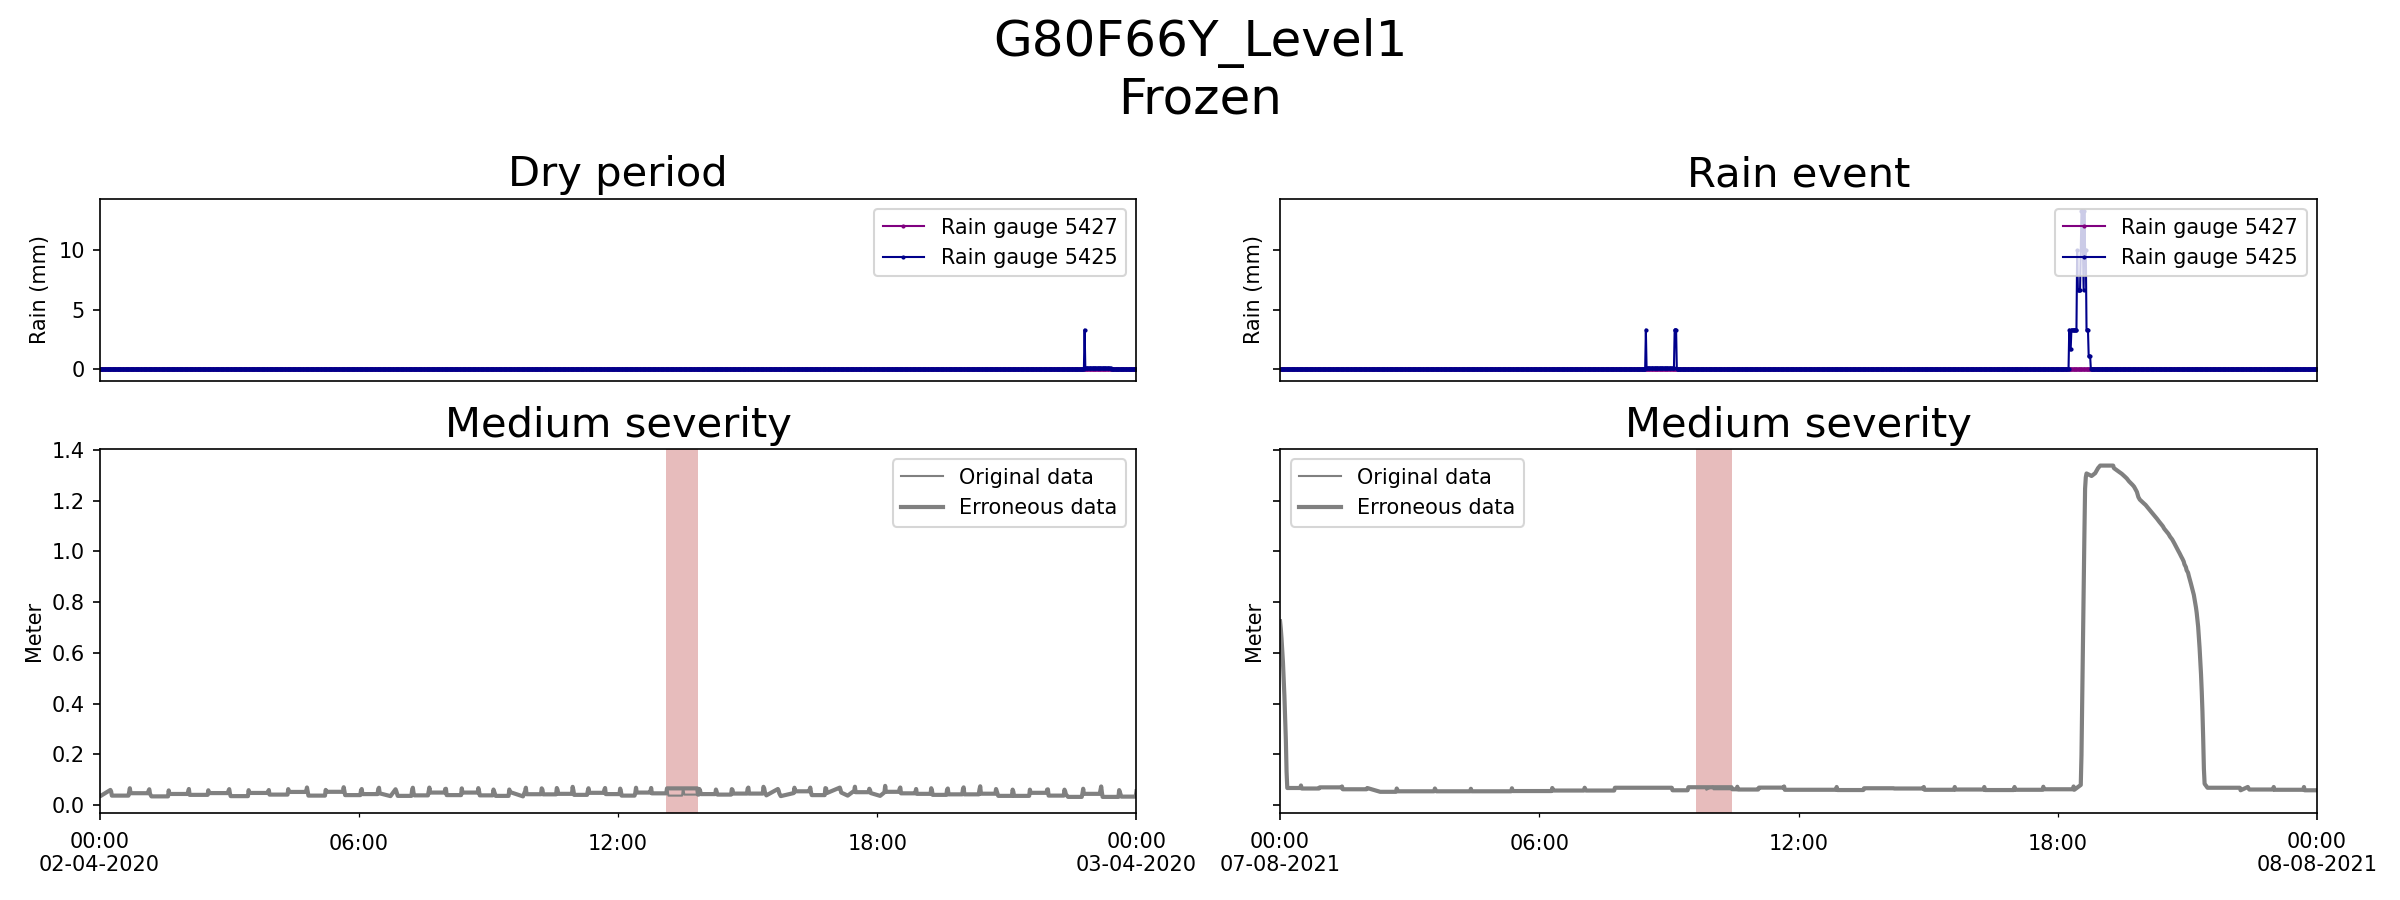 G80F66Y_Level1
Frozen
Dry period
Rain event
Rain (mm)
10
5
0
Rain gauge 5427
Rain gauge 5425
Rain (mm)
Rain gauge 5427
Rain gauge 5425
Medium severity
Medium severity
Meter
1.4
1.2
1.0
0.8
0.6
0.4
0.2
0.0
Original data
Erroneous data
Meter
Original data
Erroneous data
00:00
02-04-2020
06:00
12:00
18:00
00:00
03-04-2020
00:00
07-08-2021
06:00
12:00
18:00
00:00
08-08-2021